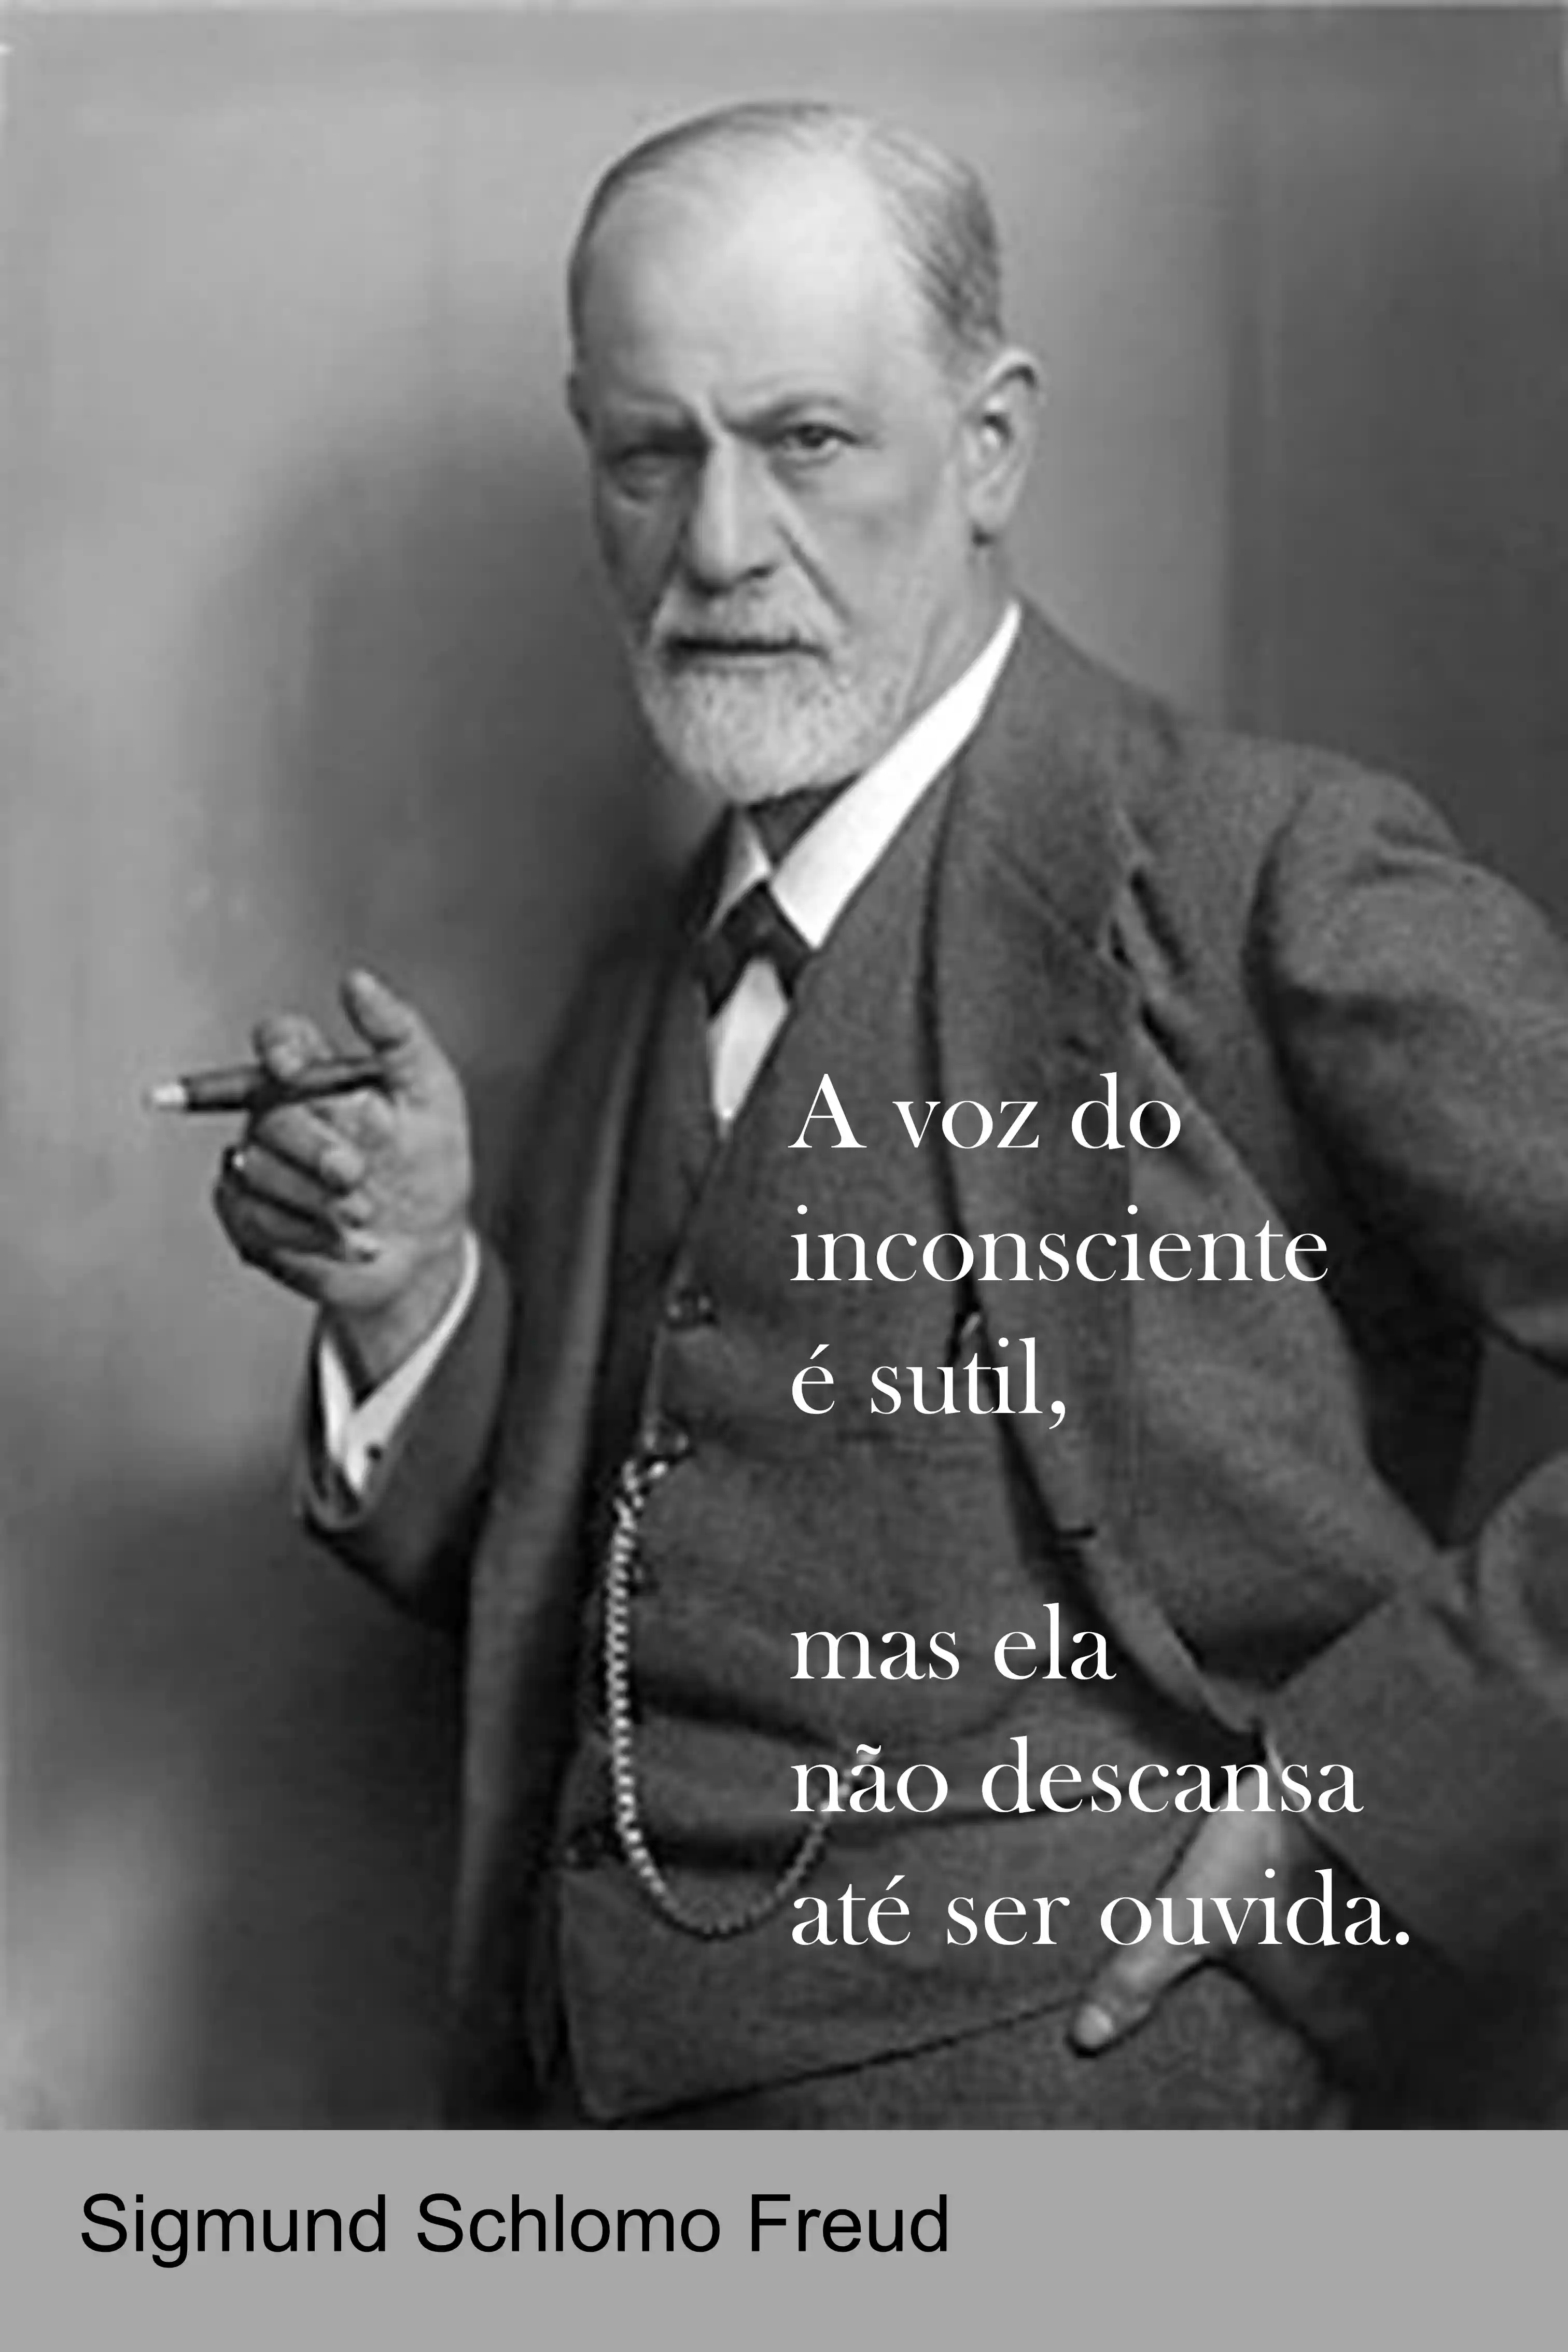 A voz do
inconsciente
é sutil,
mas ela
não descansa
até ser ouvida.
Sigmund Schlomo Freud